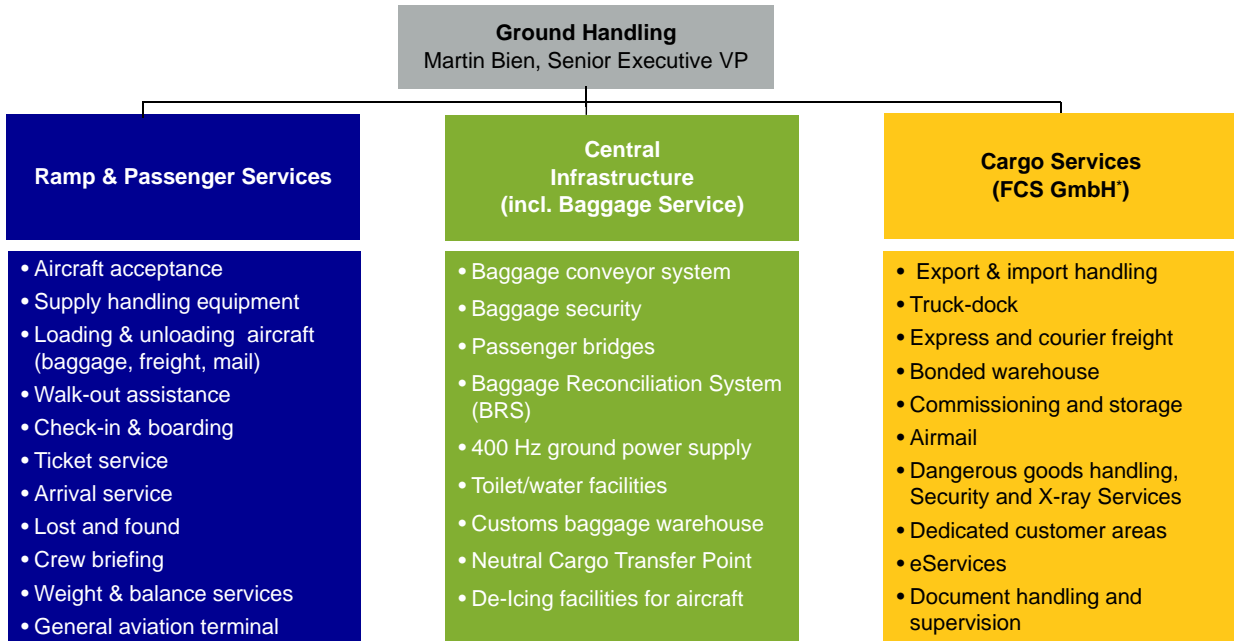 Ground Handling
Martin Bien, Senior Executive VP
Ramp & Passenger Services
• Aircraft acceptance
• Supply handling equipment
• Loading & unloading aircraft
(baggage, freight, mail)
• Walk-out assistance
• Check-in & boarding
• Ticket service
• Arrival service
• Lost and found
• Crew briefing
• Weight & balance services
• General aviation terminal
Central
Infrastructure
(incl. Baggage Service)
• Baggage conveyor system
• Baggage security
• Passenger bridges
• Baggage Reconciliation System
(BRS)
• 400 Hz ground power supply
• Toilet/water facilities
• Customs baggage warehouse
• Neutral Cargo Transfer Point
• De-Icing facilities for aircraft
Cargo Services
(FCS GmbH*)
• Export & import handling
• Truck-dock
• Express and courier freight
• Bonded warehouse
• Commissioning and storage
• Airmail
• Dangerous goods handling,
Security and X-ray Services
• Dedicated customer areas
• eServices
• Document handling and
supervision